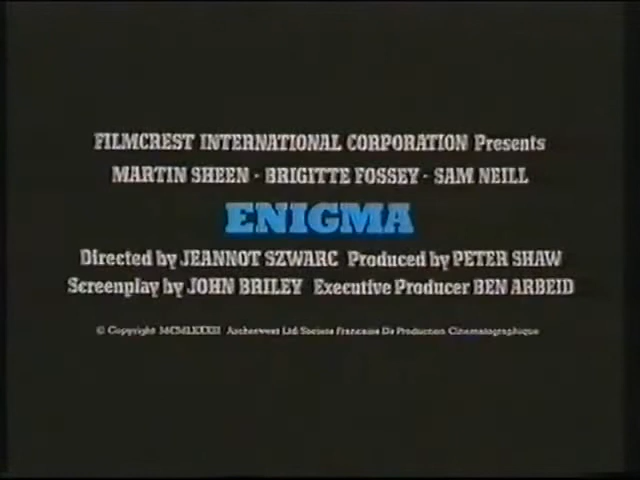 FILMCREST INTERNATIONAL CORPORATION Presents
MARTIN SHEEN - BRIGITTE FOSSEY - SAM NEILL
ENIGMA
Directed by JEANNOT SZWARC Produced by PETER SHAW
Screenplay by JOHN BRILEY Executive Producer BEN ARBEID
© Copyright MCMLXXXII Archerwest Ltd Societe Francaise De Production Cinematographique